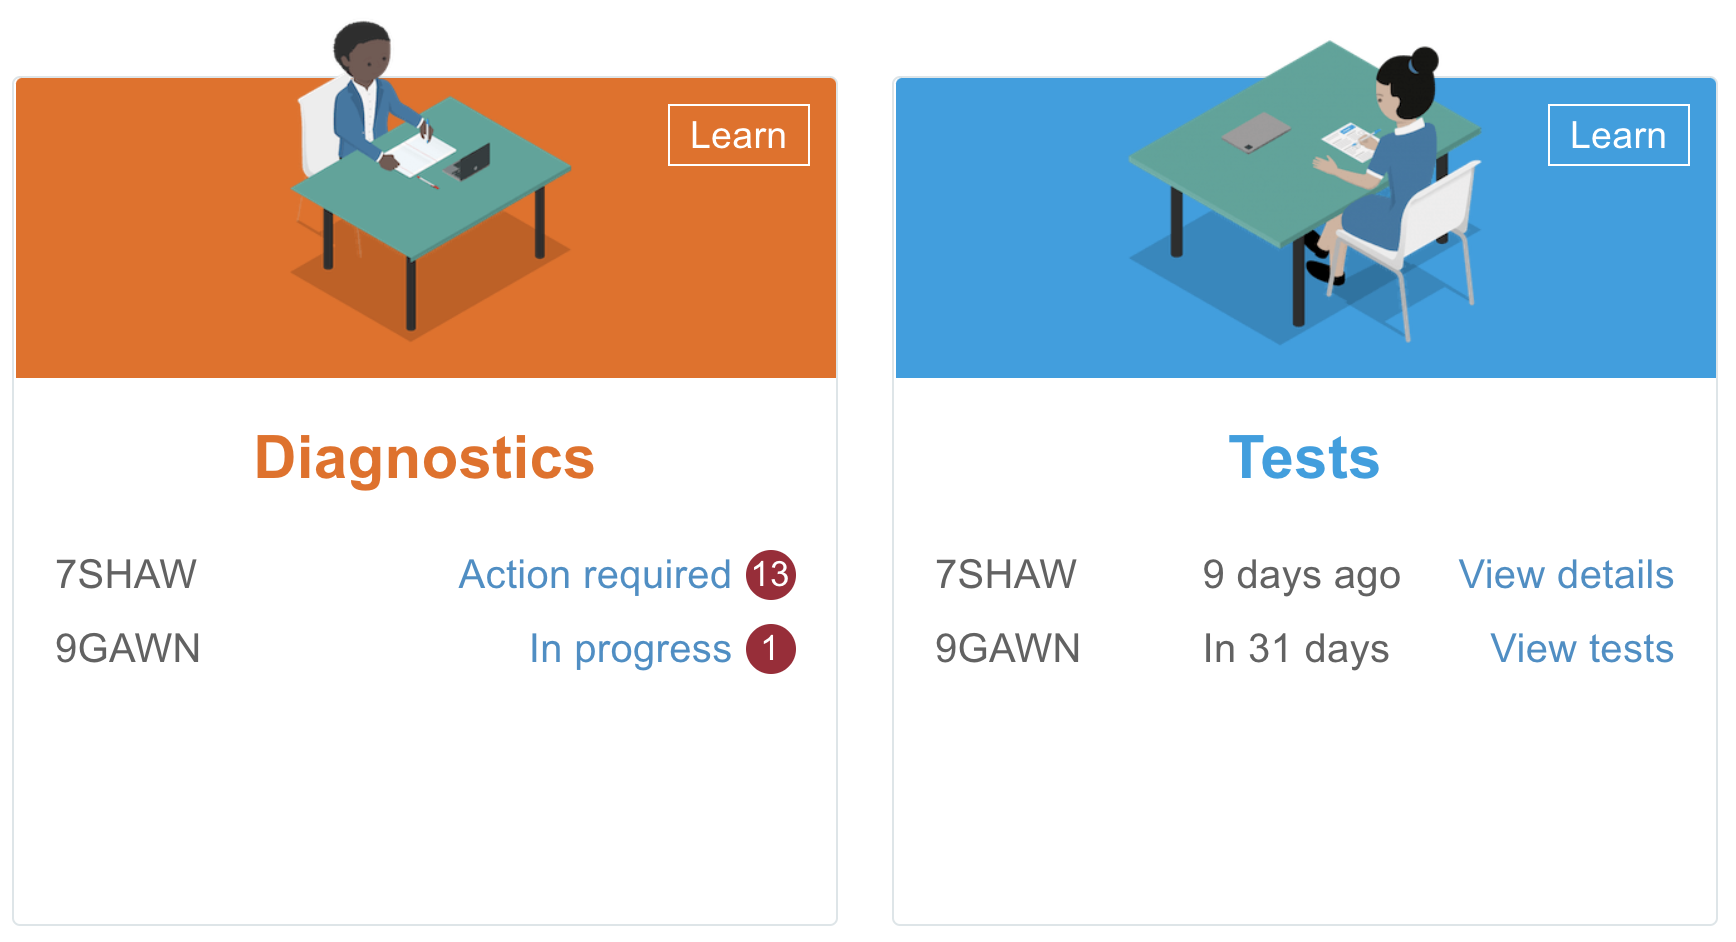 Learn
Diagnostics
7SHAW Action required 13
9GAWN In progress 1
Learn
Tests
7SHAW 9 days ago View details
9GAWN In 31 days View tests